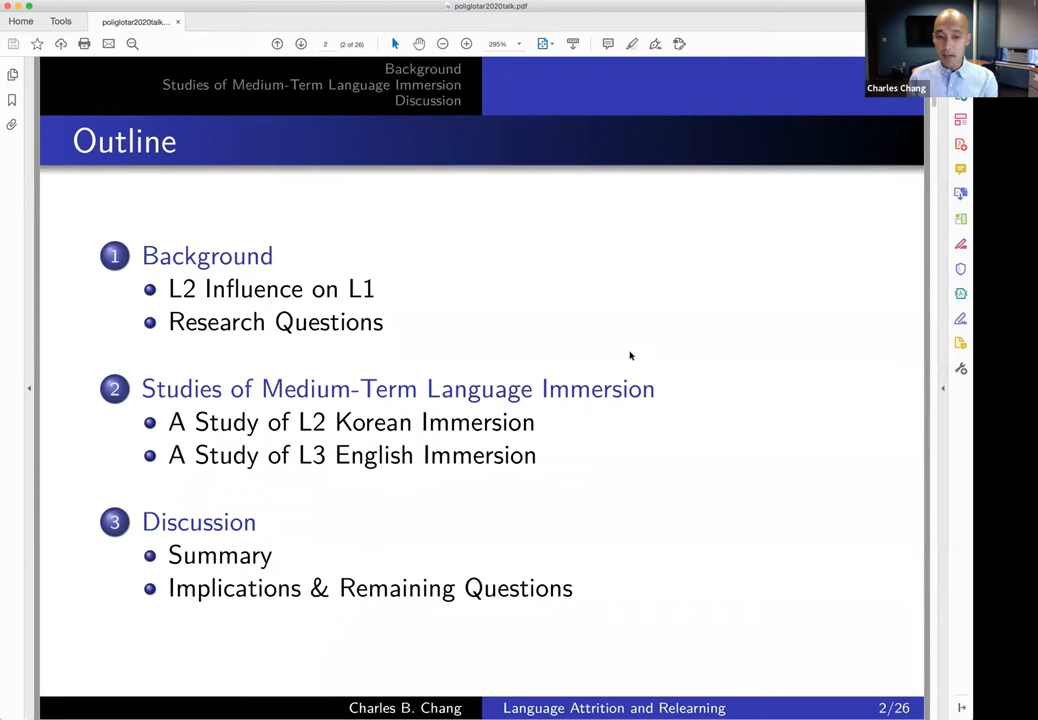 poliglotar2020talk.pdf
Home Tools poliglotar2020talk... ×
2 (2 of 26) 295%
Charles Chang
Background
Studies of Medium-Term Language Immersion
Discussion
Outline
1 Background
L2 Influence on L1
Research Questions
2 Studies of Medium-Term Language Immersion
A Study of L2 Korean Immersion
A Study of L3 English Immersion
3 Discussion
Summary
Implications & Remaining Questions
Charles B. Chang Language Attrition and Relearning 2/26